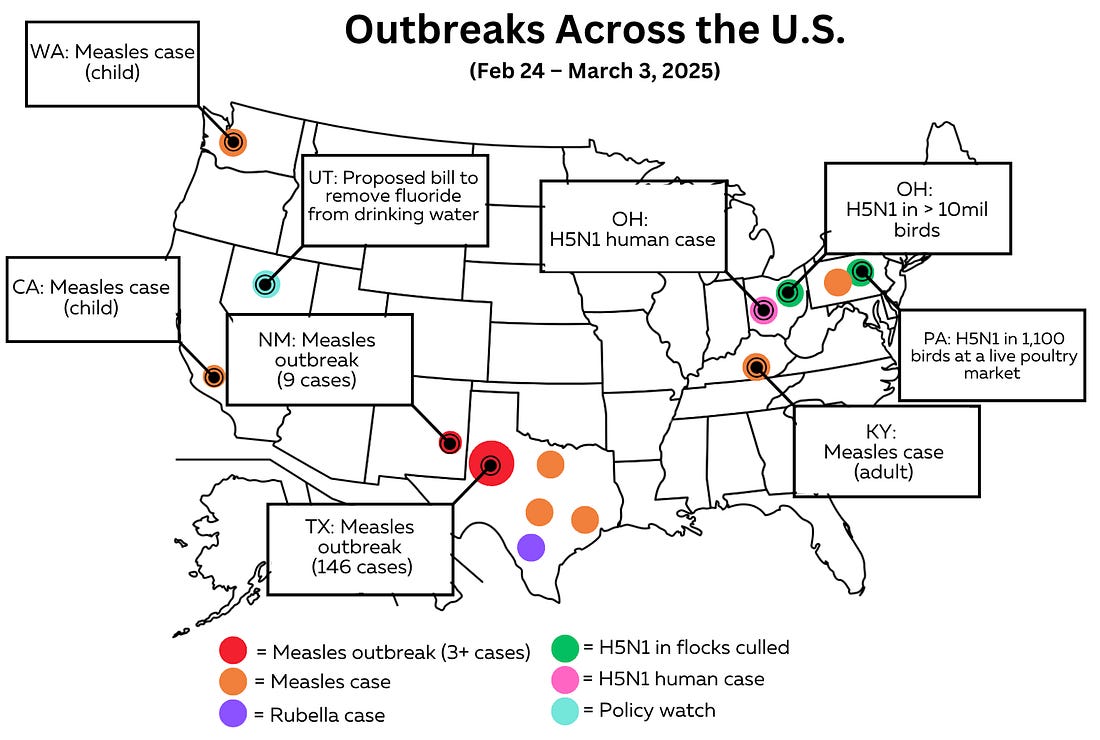 Outbreaks Across the U.S.
(Feb 24 – March 3, 2025)
WA: Measles case
(child)
UT: Proposed bill to
remove fluoride
from drinking water
OH:
H5N1 human case
OH:
H5N1 in > 10mil
birds
CA: Measles case
(child)
NM: Measles
outbreak
(9 cases)
PA: H5N1 in 1,100
birds at a live poultry
market
KY:
Measles case
(adult)
TX: Measles
outbreak
(146 cases)
= Measles outbreak (3+ cases)
= Measles case
= Rubella case
= H5N1 in flocks culled
= H5N1 human case
= Policy watch